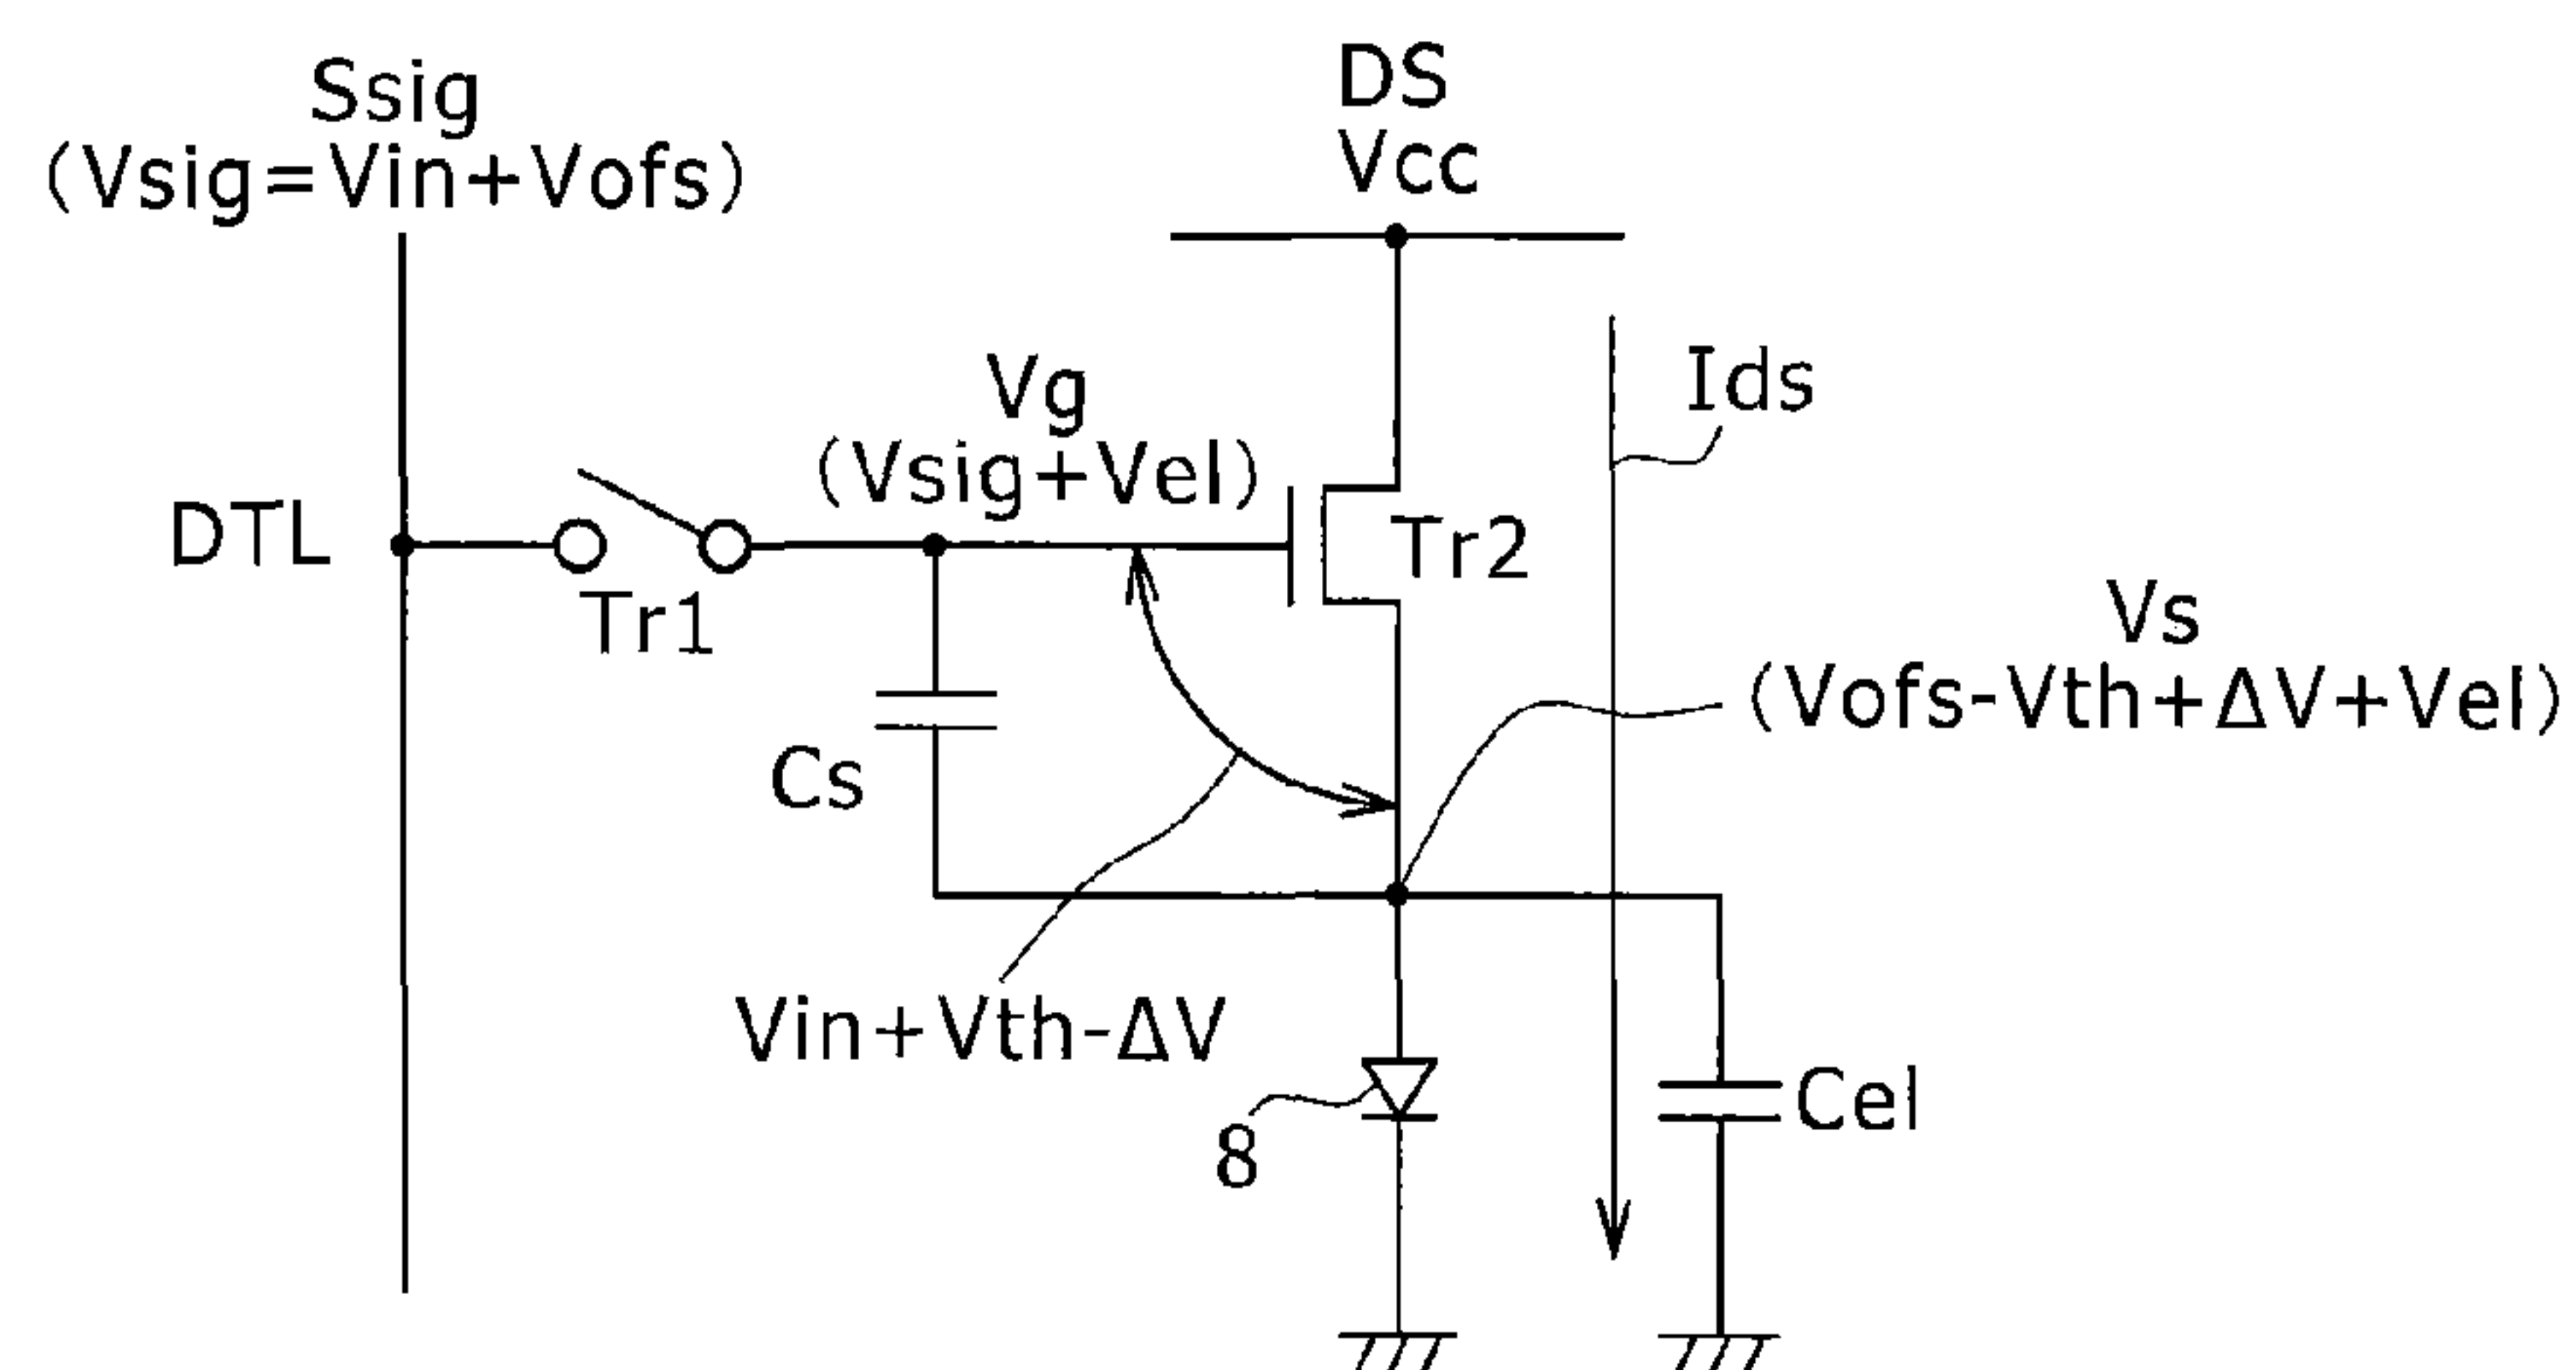 Ssig
(Vsig=Vin+Vofs)
DS
Vcc
Ids
Vg
(Vsig+Vel)
DTL
Tr1
Tr2
Vs
(Vofs-Vth+ΔV+Vel)
Cs
Vin+Vth-ΔV
8
Cel